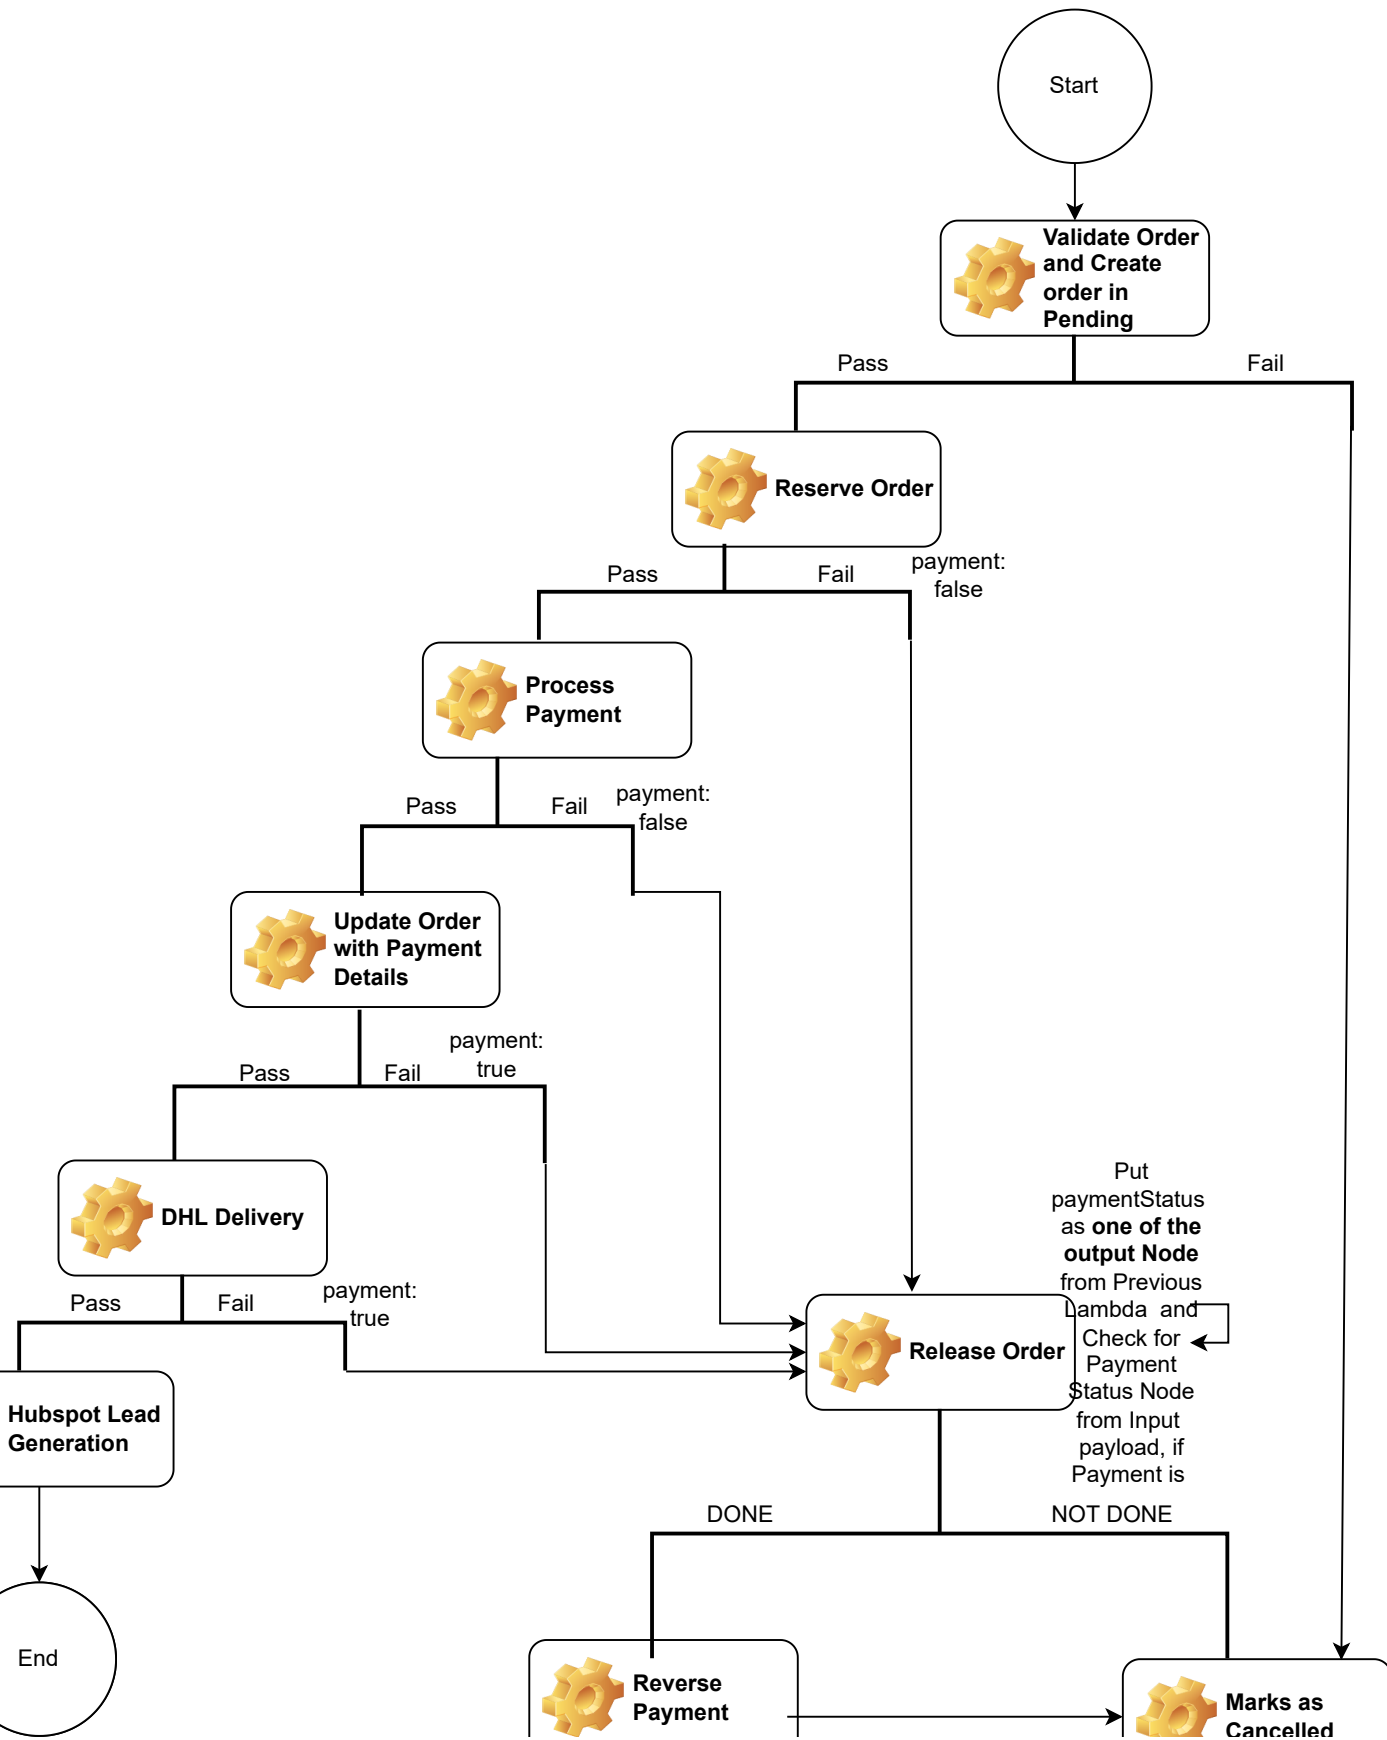 Start
Validate Order
and Create
order in
Pending
Pass
Fail
Reserve Order
Pass
Fail
payment:
false
Process
Payment
Pass
Fail
payment:
false
Update Order
with Payment
Details
Pass
Fail
payment:
true
DHL Delivery
Pass
Fail
payment:
true
Put
paymentStatus
as one of the
output Node
from Previous
Lambda and
Check for
Payment
Status Node
from Input
payload, if
Payment is
Release Order
Hubspot Lead
Generation
DONE
NOT DONE
End
Reverse
Payment
Marks as
Cancelled